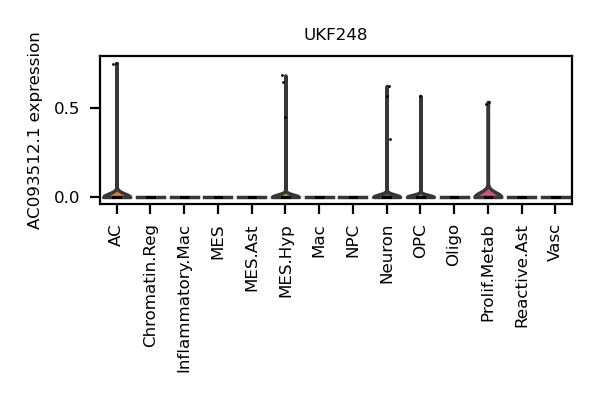 UKF248
AC093512.1 expression
0.5
0.0
AC
Chromatin.Reg
Inflammatory.Mac
MES
MES.Ast
MES.Hyp
Mac
NPC
Neuron
OPC
Oligo
Prolif.Metab
Reactive.Ast
Vasc